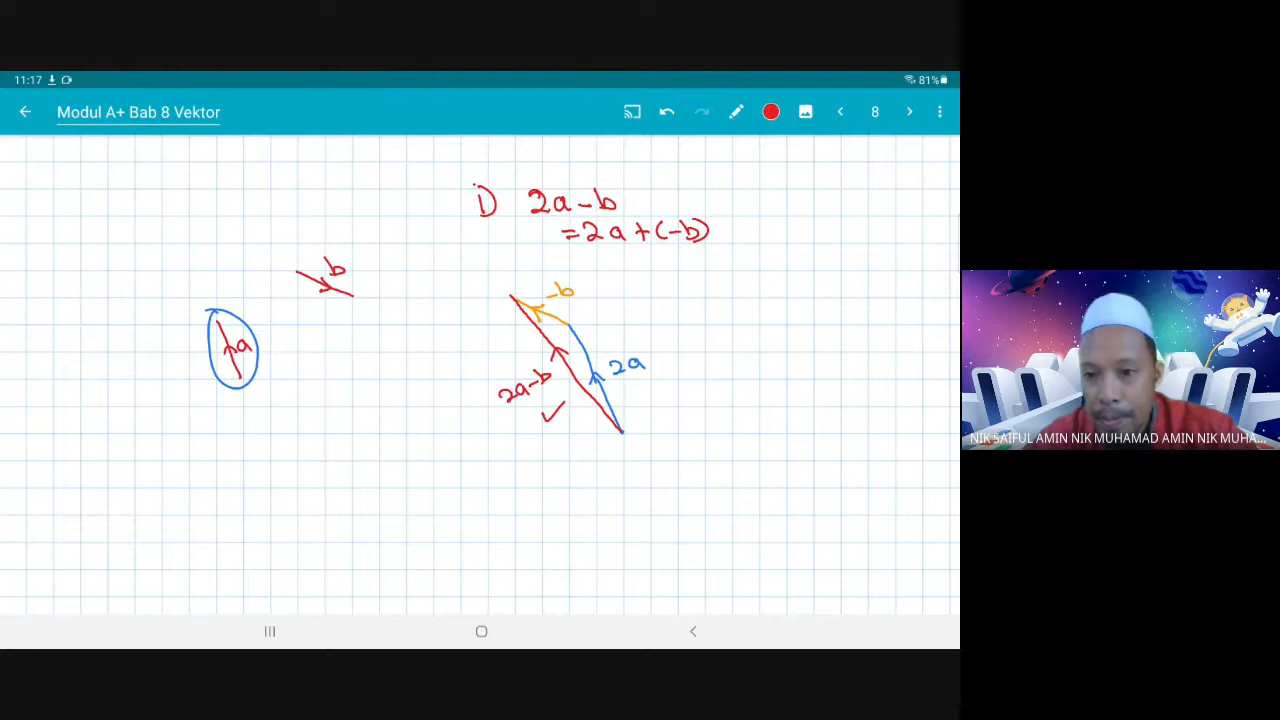 11:17
81%
Modul A+ Bab 8 Vektor
8
i) 2a - b
= 2a + (-b)
b
-b
a
2a
2a-b
NIK SAIFUL AMIN NIK MUHAMAD AMIN NIK MUHA...